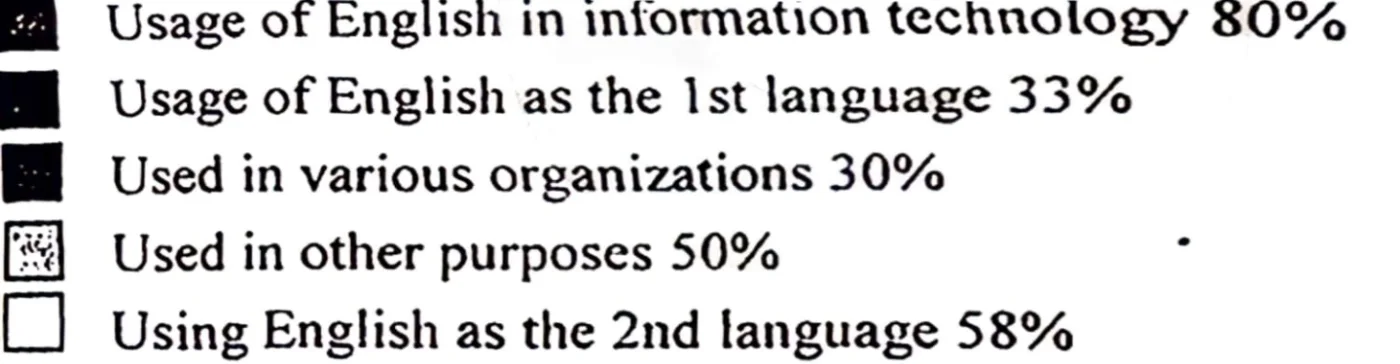 Usage of English in information technology 80%
Usage of English as the 1st language 33%
Used in various organizations 30%
Used in other purposes 50%
Using English as the 2nd language 58%